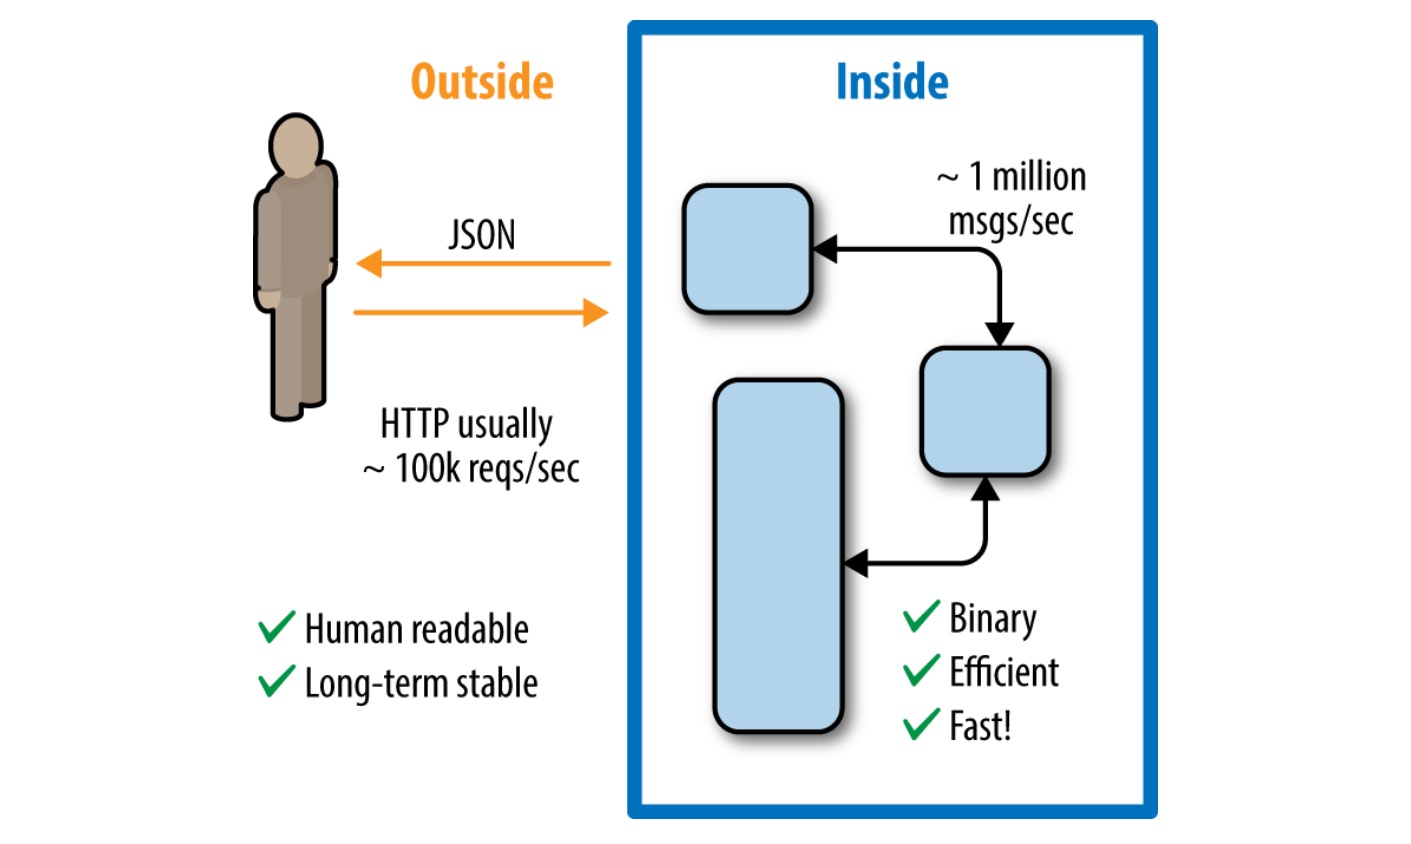 Outside
JSON
HTTP usually
~ 100k reqs/sec
Human readable
Long-term stable
Inside
~ 1 million
msgs/sec
Binary
Efficient
Fast!